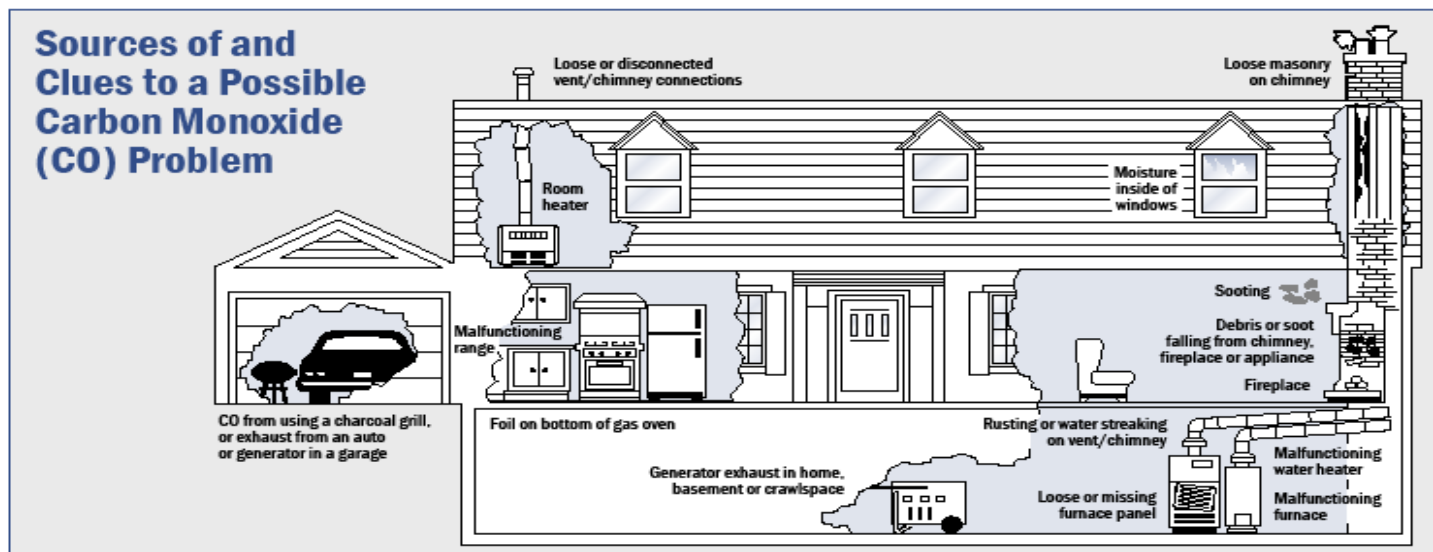 Sources of and
Clues to a Possible
Carbon Monoxide
(CO) Problem
Loose or disconnected
vent/chimney connections
Loose masonry
on chimney
Room
heater
Moisture
inside of
windows
Malfunctioning
range
Sooting
Debris or soot
falling from chimney,
fireplace or appliance
Fireplace
CO from using a charcoal grill,
or exhaust from an auto
or generator in a garage
Foil on bottom of gas oven
Rusting or water streaking
on vent/chimney
Generator exhaust in home,
basement or crawlspace
Loose or missing
furnace panel
Malfunctioning
water heater
Malfunctioning
furnace